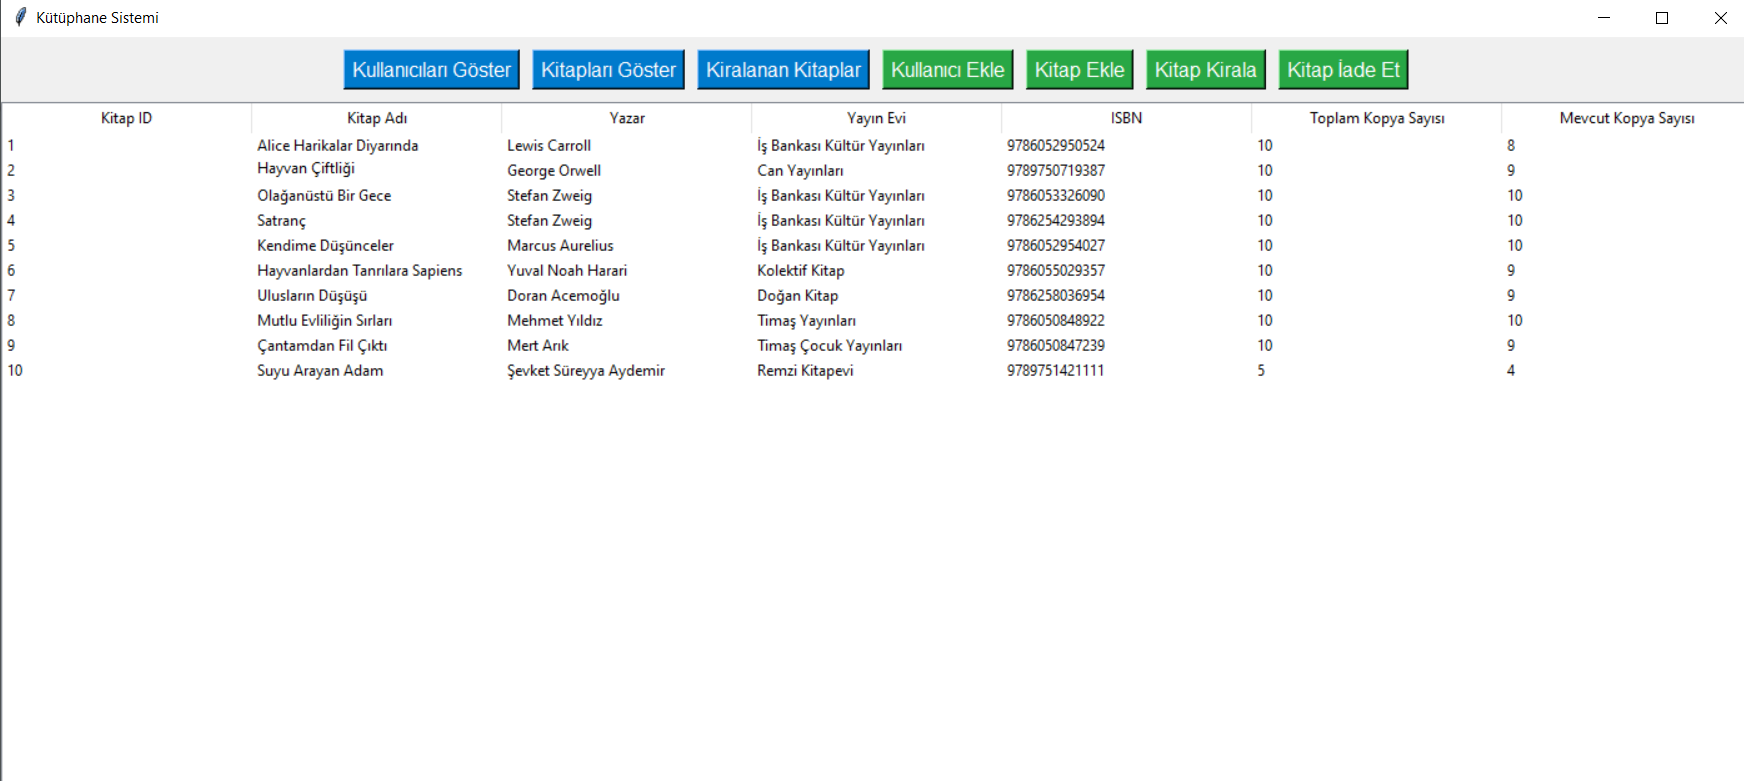 Kütüphane Sistemi
Kullanıcıları Göster Kitapları Göster Kiralanan Kitaplar Kullanıcı Ekle Kitap Ekle Kitap Kirala Kitap İade Et
Kitap ID Kitap Adı Yazar Yayın Evi ISBN Toplam Kopya Sayısı Mevcut Kopya Sayısı
1 Alice Harikalar Diyarında Lewis Carroll İş Bankası Kültür Yayınları 9786052950524 10 8
2 Hayvan Çiftliği George Orwell Can Yayınları 9789750719387 10 9
3 Olağanüstü Bir Gece Stefan Zweig İş Bankası Kültür Yayınları 9786053326090 10 10
4 Satranç Stefan Zweig İş Bankası Kültür Yayınları 9786254293894 10 10
5 Kendime Düşünceler Marcus Aurelius İş Bankası Kültür Yayınları 9786052954027 10 10
6 Hayvanlardan Tanrılara Sapiens Yuval Noah Harari Kolektif Kitap 9786055029357 10 9
7 Ulusların Düşüşü Doran Acemoğlu Doğan Kitap 9786258036954 10 9
8 Mutlu Evliliğin Sırları Mehmet Yıldız Timaş Yayınları 9786050848922 10 10
9 Çantamdan Fil Çıktı Mert Arık Timaş Çocuk Yayınları 9786050847239 10 9
10 Suyu Arayan Adam Şevket Süreyya Aydemir Remzi Kitapevi 9789751421111 5 4